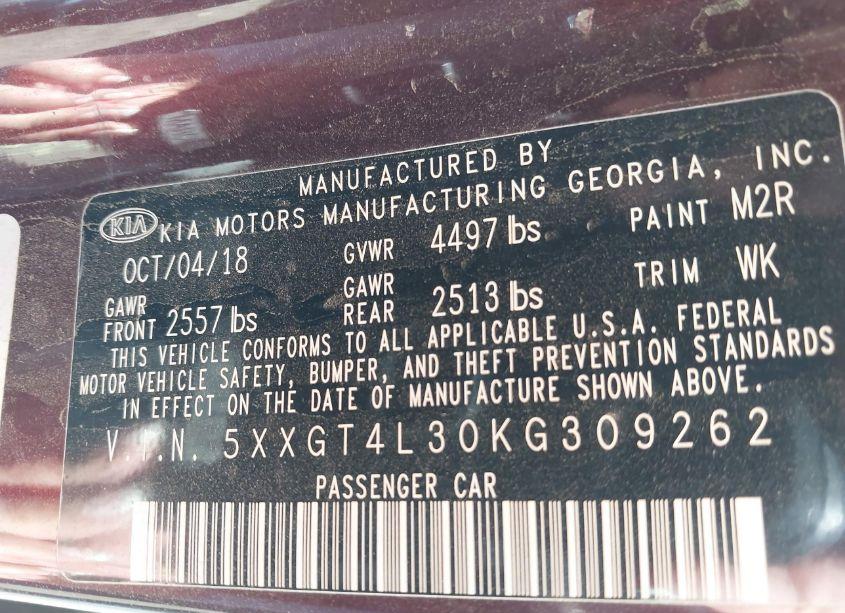 MANUFACTURED BY
KIA KIA MOTORS MANUFACTURING GEORGIA, INC.
OCT/04/18 GVWR 4497 lbs PAINT M2R
GAWR FRONT 2557 lbs GAWR REAR 2513 lbs TRIM WK
THIS VEHICLE CONFORMS TO ALL APPLICABLE U.S.A. FEDERAL
MOTOR VEHICLE SAFETY, BUMPER, AND THEFT PREVENTION STANDARDS
IN EFFECT ON THE DATE OF MANUFACTURE SHOWN ABOVE.
V.I.N. 5XXGT4L30KG309262
PASSENGER CAR